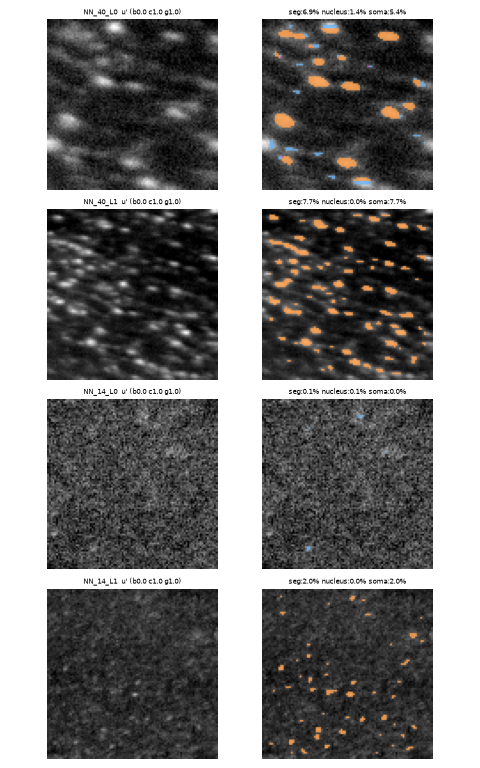 NN_40_L0 u' (b0.0 c1.0 g1.0)
seg:6.9% nucleus:1.4% soma:5.4%
NN_40_L1 u' (b0.0 c1.0 g1.0)
seg:7.7% nucleus:0.0% soma:7.7%
NN_14_L0 u' (b0.0 c1.0 g1.0)
seg:0.1% nucleus:0.1% soma:0.0%
NN_14_L1 u' (b0.0 c1.0 g1.0)
seg:2.0% nucleus:0.0% soma:2.0%